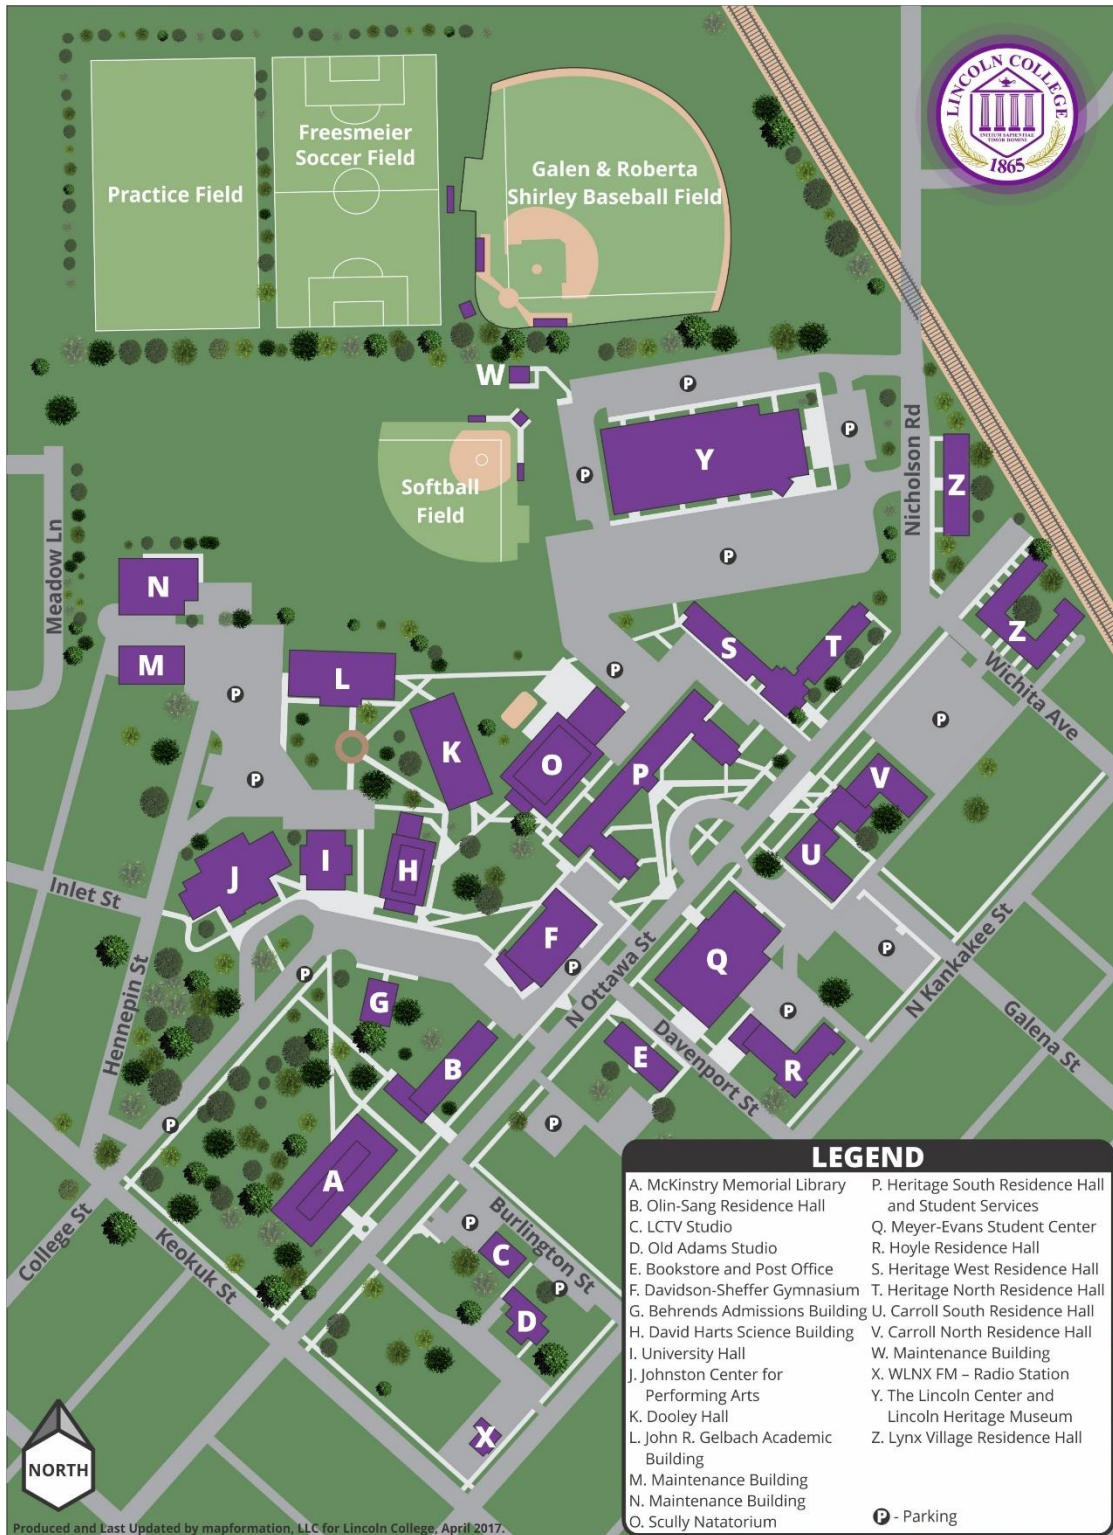 LINCOLN COLLEGE
INITIUM SAPIENTIAE
TIMOR DOMINI
1865
Practice Field
Freesmeier
Soccer Field
Galen & Roberta
Shirley Baseball Field
W
P
Y
P
P
P
Nicholson Rd
Z
Softball
Field
Meadow Ln
N
M
L
P
P
K
O
P
P
S
T
Z
Wichita Ave
P
V
U
J
I
H
Inlet St
Hennepin St
F
P
P
G
N Ottawa St
Q
P
P
N Kankakee St
Galena St
B
E
Davenport St
R
P
P
A
College St
Keokuk St
P
Burlington St
C
P
D
X
NORTH
LEGEND
A. McKinstry Memorial Library
B. Olin-Sang Residence Hall
C. LCTV Studio
D. Old Adams Studio
E. Bookstore and Post Office
F. Davidson-Sheffer Gymnasium
G. Behrends Admissions Building
H. David Harts Science Building
I. University Hall
J. Johnston Center for
Performing Arts
K. Dooley Hall
L. John R. Gelbach Academic
Building
M. Maintenance Building
N. Maintenance Building
O. Scully Natatorium
P. Heritage South Residence Hall
and Student Services
Q. Meyer-Evans Student Center
R. Hoyle Residence Hall
S. Heritage West Residence Hall
T. Heritage North Residence Hall
U. Carroll South Residence Hall
V. Carroll North Residence Hall
W. Maintenance Building
X. WLNX FM – Radio Station
Y. The Lincoln Center and
Lincoln Heritage Museum
Z. Lynx Village Residence Hall
P - Parking
Produced and Last Updated by mapformation, LLC for Lincoln College, April 2017.